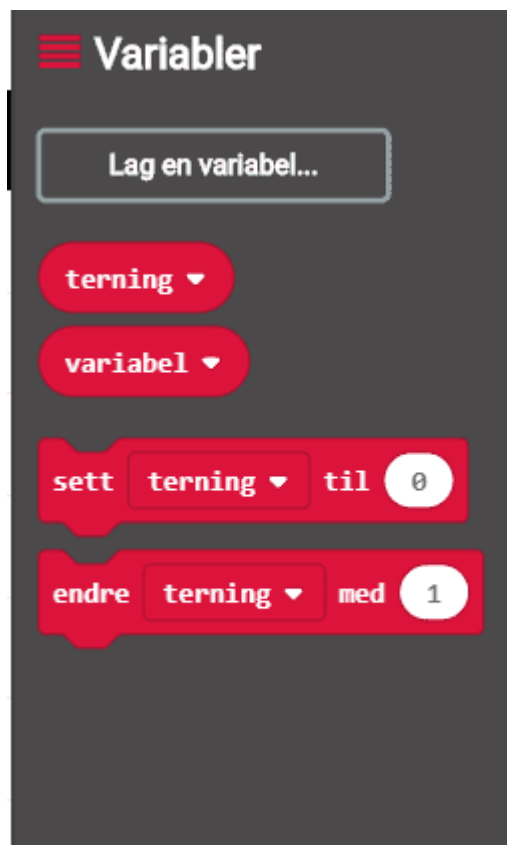 Variabler
Lag en variabel...
terning
variabel
sett terning til 0
endre terning med 1